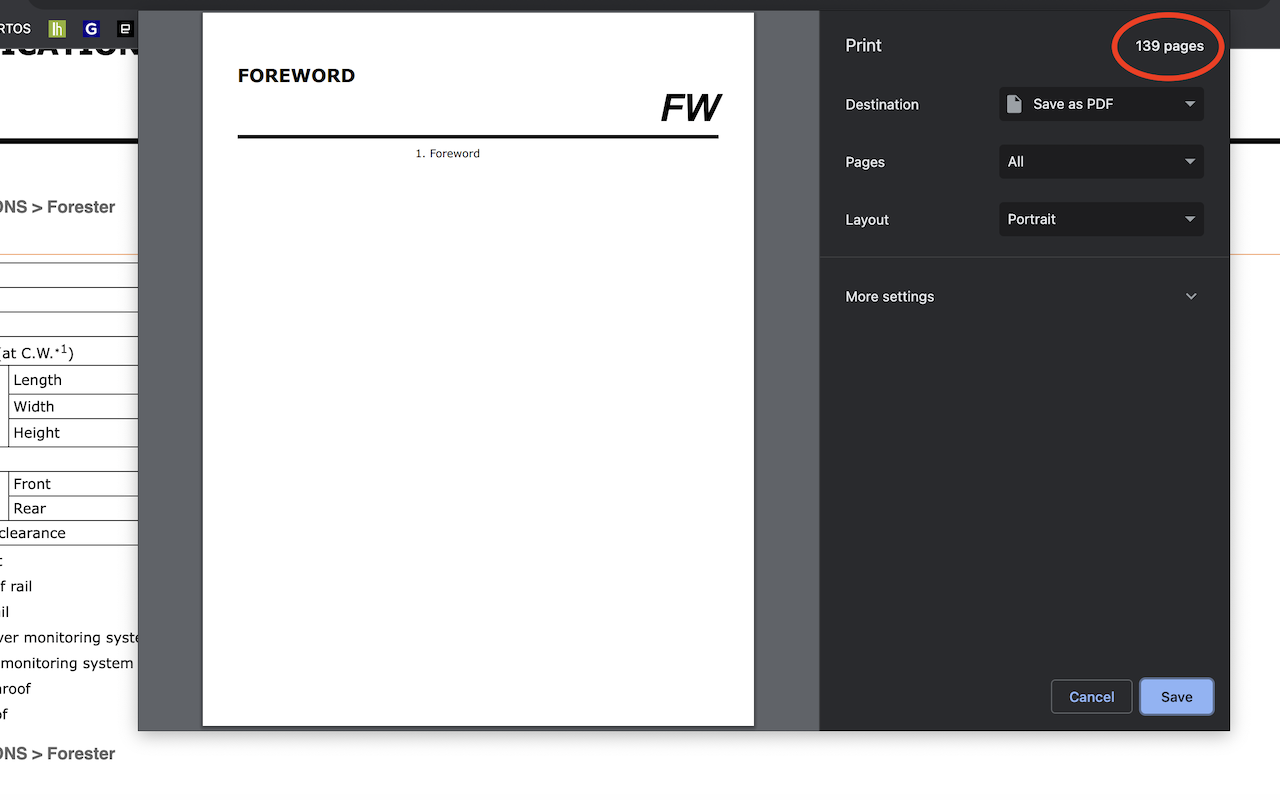 RTOS
lh
G
ICATION
ONS > Forester
(at C.W.*1)
Length
Width
Height
Front
Rear
clearance
f rail
il
ver monitoring syste
monitoring system
roof
of
ONS > Forester
FOREWORD
FW
1. Foreword
Print
139 pages
Destination
Save as PDF
Pages
All
Layout
Portrait
More settings
Cancel
Save